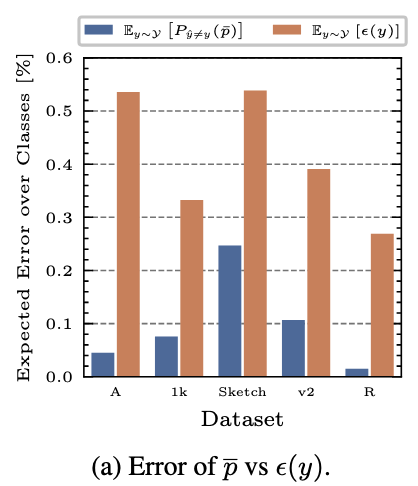 𝔼_{y∼𝒴} [P_{ŷ≠y}(p̄)] 𝔼_{y∼𝒴} [ϵ(y)]
Expected Error over Classes [%]
0.6
0.5
0.4
0.3
0.2
0.1
0.0
A 1k Sketch v2 R
Dataset
(a) Error of p̄ vs ϵ(y).